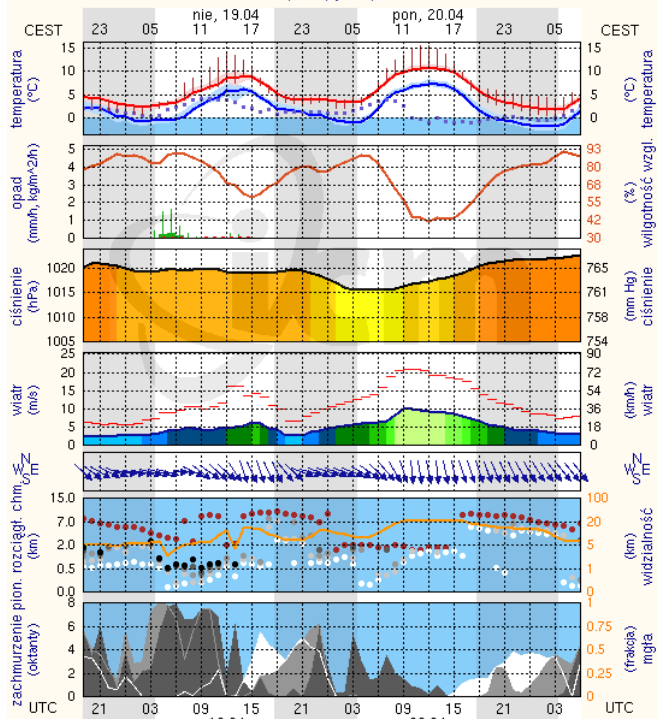 nie, 19.04 pon, 20.04
CEST 23 05 11 17 23 05 11 17 23 05 CEST
temperatura (°C)
15 10 5 0
15 10 5 0
(°C) temperatura
opad (mm/h, kg/m^2/h)
5 4 3 2 1 0
93 80 68 55 42 30
(%) wilgotność wzgl.
icm
ciśnienie (hPa)
1020 1015 1010 1005
765 761 758 754
(mm Hg) ciśnienie
wiatr (m/s)
25 20 15 10 5 0
90 72 54 36 18 0
(km/h) wiatr
N W E S
N W E S
pion. rozciągł. chm. (km)
15.0 7.0 2.0 0.5 0.0
100 20 5 1 0
(km) widzialność
zachmurzenie (oktanty)
8 6 4 2 0
1 0.75 0.5 0.25 0
(frakcja) mgła
UTC 21 03 09 15 21 03 09 15 21 03 UTC